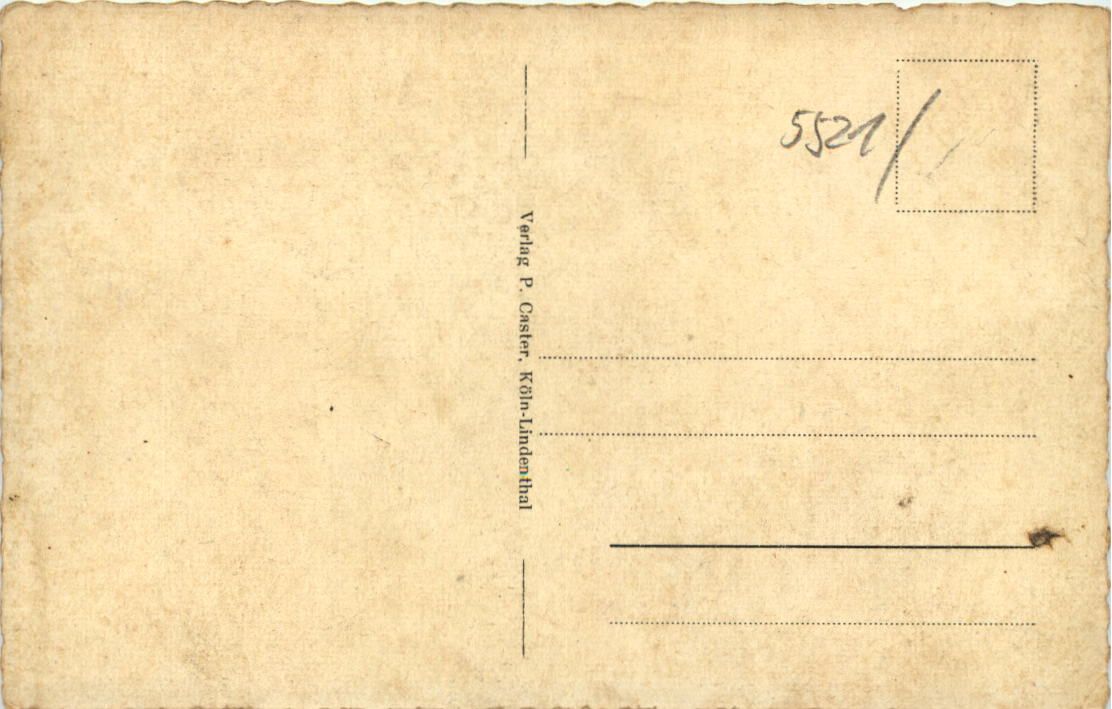 5521/
Verlag P. Caster, Köln-Lindenthal